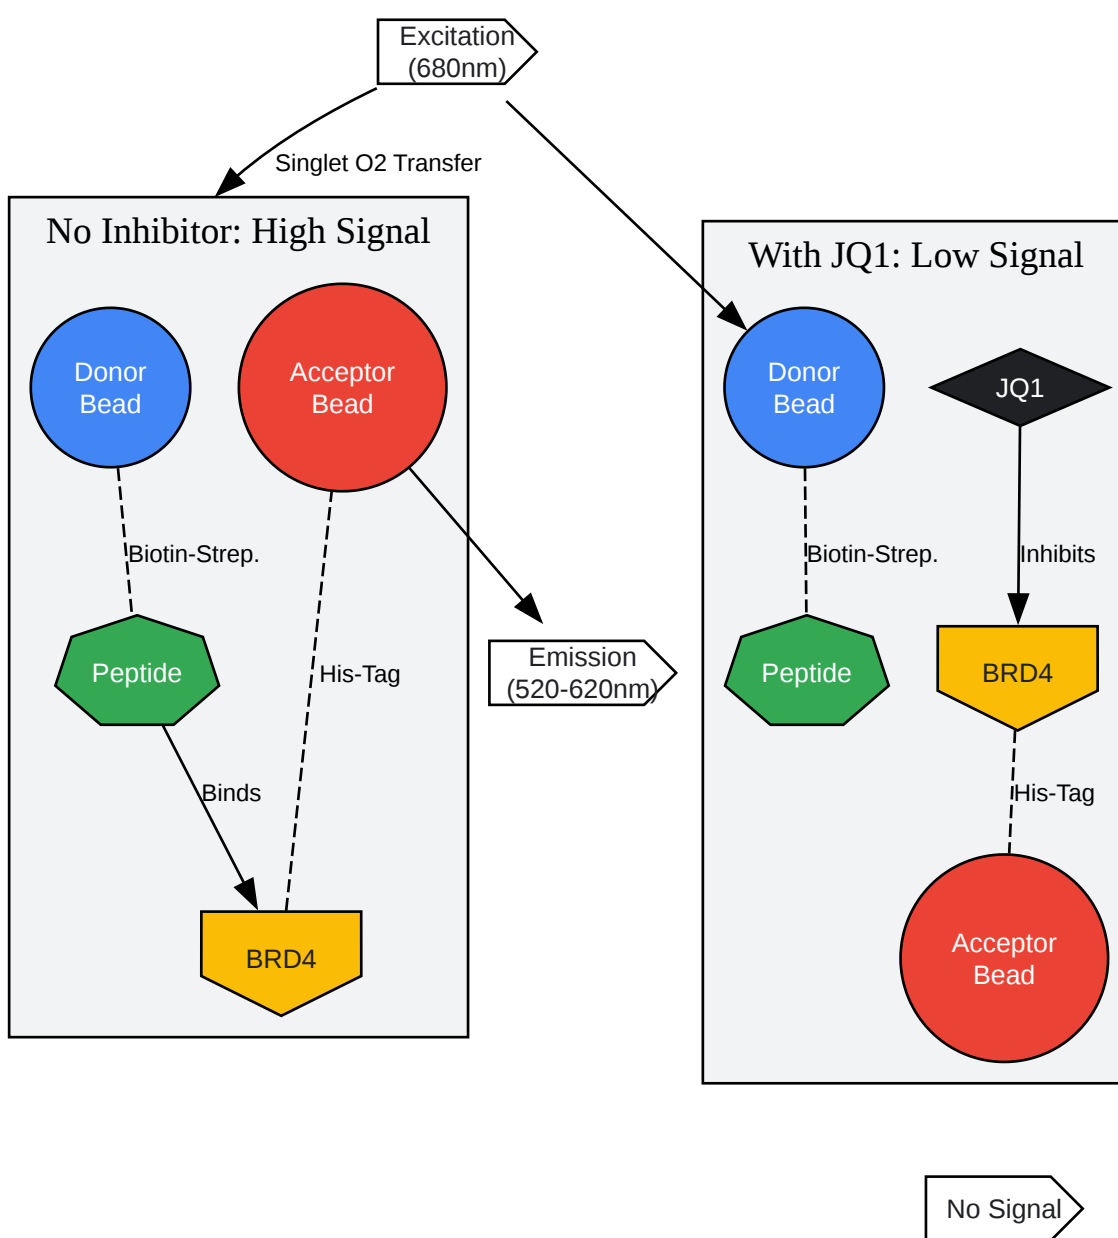 Excitation
(680nm)
Singlet O2 Transfer
No Inhibitor: High Signal
Donor
Bead
Acceptor
Bead
Biotin-Strep.
Peptide
His-Tag
Binds
BRD4
Emission
(520-620nm)
With JQ1: Low Signal
Donor
Bead
JQ1
Biotin-Strep.
Inhibits
Peptide
BRD4
His-Tag
Acceptor
Bead
No Signal